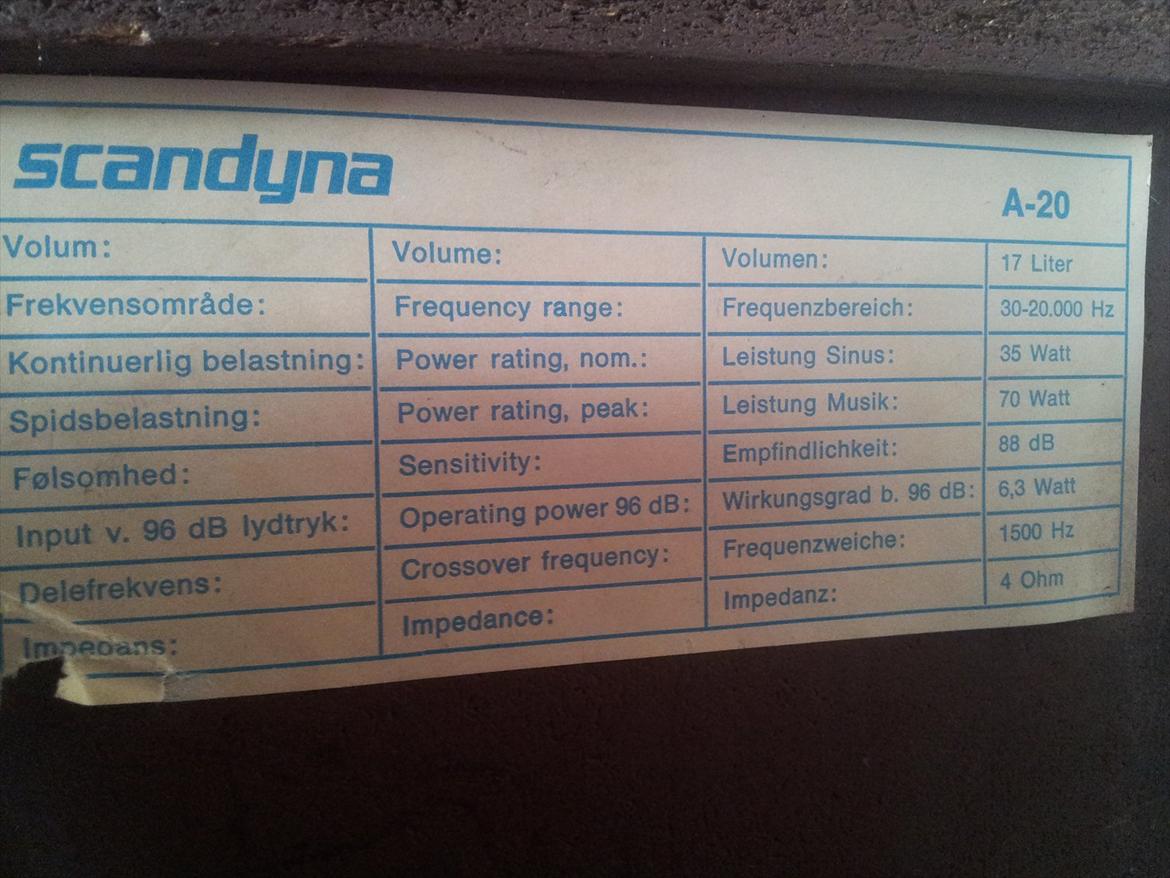 scandyna
A-20
Volum: Volume: Volumen: 17 Liter
Frekvensområde: Frequency range: Frequenzbereich: 30-20.000 Hz
Kontinuerlig belastning: Power rating, nom.: Leistung Sinus: 35 Watt
Spidsbelastning: Power rating, peak: Leistung Musik: 70 Watt
Følsomhed: Sensitivity: Empfindlichkeit: 88 dB
Input v. 96 dB lydtryk: Operating power 96 dB: Wirkungsgrad b. 96 dB: 6,3 Watt
Delefrekvens: Crossover frequency: Frequenzweiche: 1500 Hz
Impedans: Impedance: Impedanz: 4 Ohm